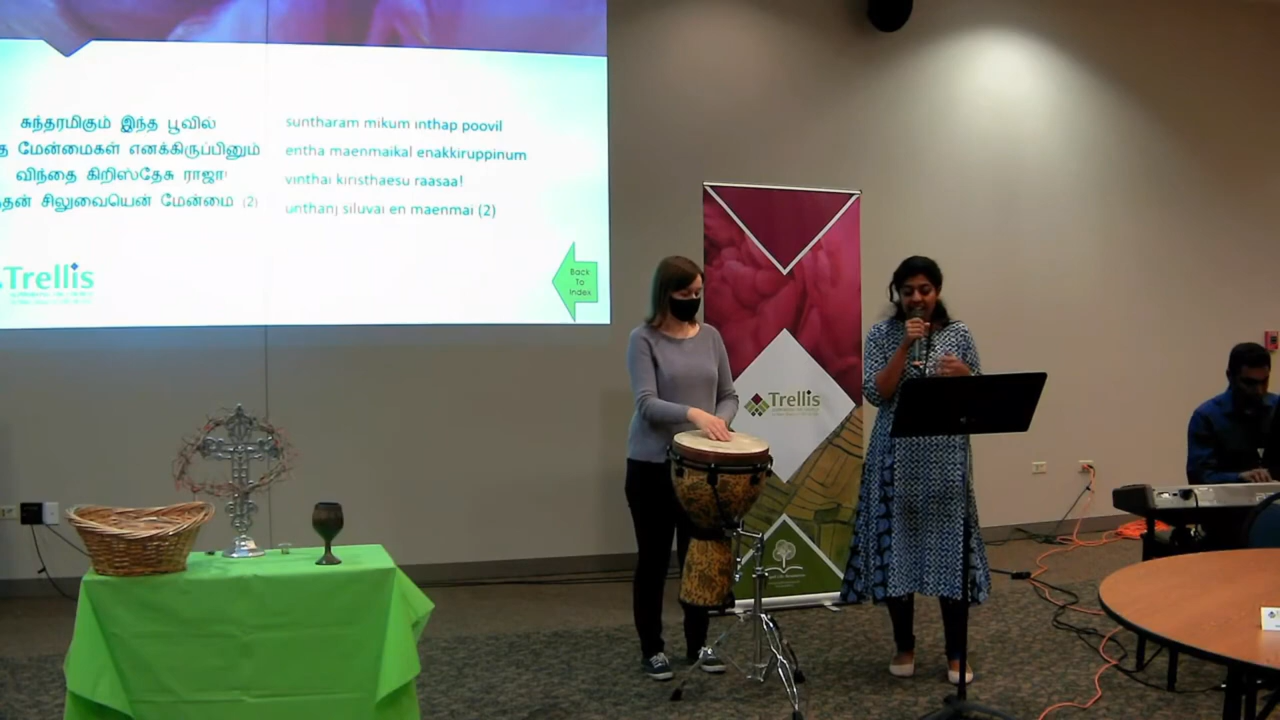 சுந்தரமிகும் இந்த பூவில்
மேன்மைகள் எனக்கிருப்பினும்
விந்தை கிறிஸ்தேசு ராஜா!
சிலுவையென் மேன்மை (2)
suntharam mikum inthap poovil
entha maenmaikal enakkiruppinum
vinthai kiristhaesu raasaa!
unthanj siluvai en maenmai (2)
Trellis
Back
To
Index
Trellis